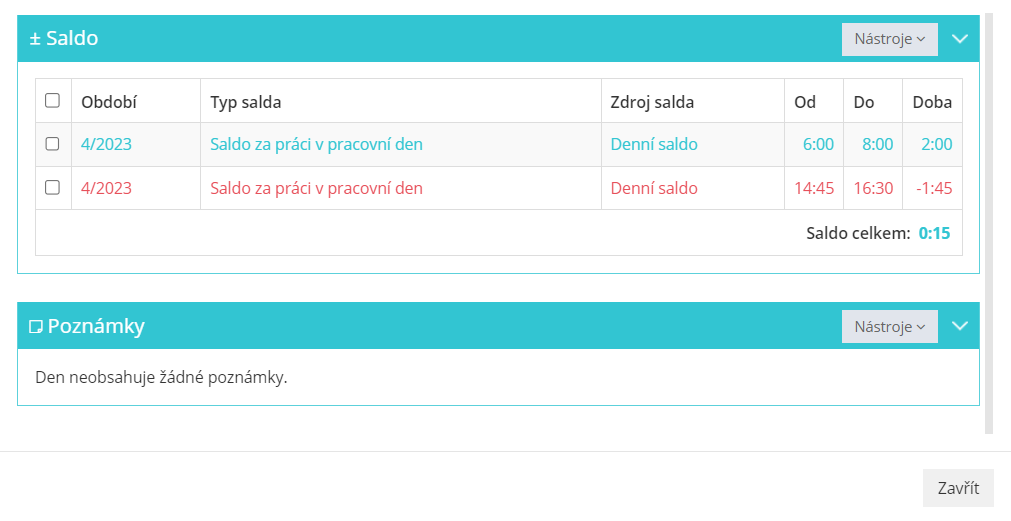 ± Saldo Nástroje
Období Typ salda Zdroj salda Od Do Doba
4/2023 Saldo za práci v pracovní den Denní saldo 6:00 8:00 2:00
4/2023 Saldo za práci v pracovní den Denní saldo 14:45 16:30 -1:45
Saldo celkem: 0:15
Poznámky Nástroje
Den neobsahuje žádné poznámky.
Zavřít